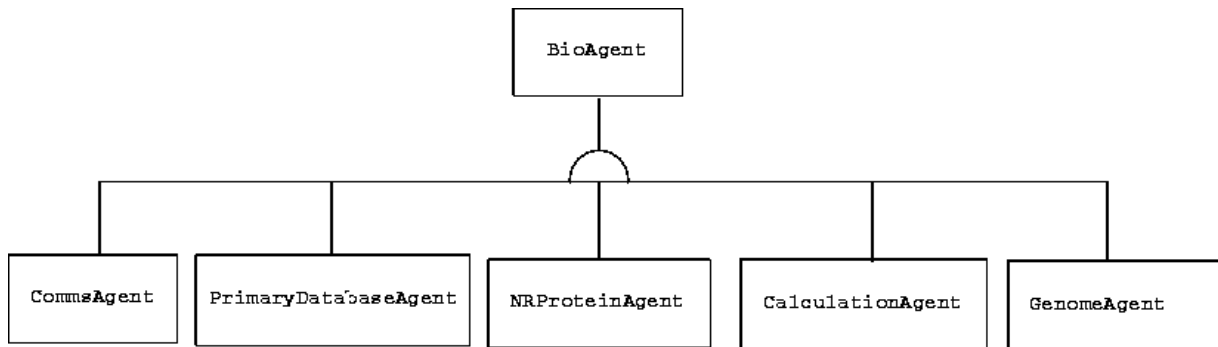 BioAgent
CommsAgent
PrimaryDatabaseAgent
NRProteinAgent
CalculationAgent
GenomeAgent